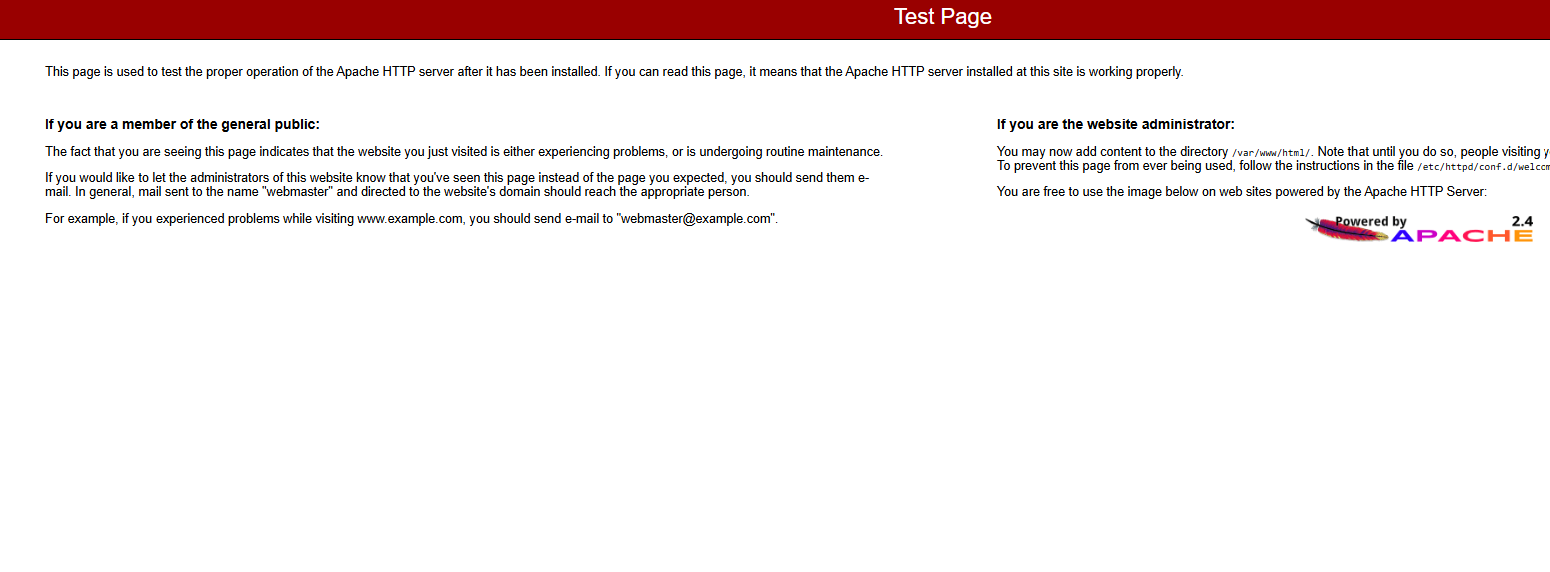 Test Page
This page is used to test the proper operation of the Apache HTTP server after it has been installed. If you can read this page, it means that the Apache HTTP server installed at this site is working properly.
If you are a member of the general public:
The fact that you are seeing this page indicates that the website you just visited is either experiencing problems, or is undergoing routine maintenance.
If you would like to let the administrators of this website know that you've seen this page instead of the page you expected, you should send them e-
mail. In general, mail sent to the name "webmaster" and directed to the website's domain should reach the appropriate person.
For example, if you experienced problems while visiting www.example.com, you should send e-mail to "webmaster@example.com".
If you are the website administrator:
You may now add content to the directory /var/www/html/. Note that until you do so, people visiting
To prevent this page from ever being used, follow the instructions in the file /etc/httpd/conf.d/
You are free to use the image below on web sites powered by the Apache HTTP Server:
Powered by 2.4
APACHE